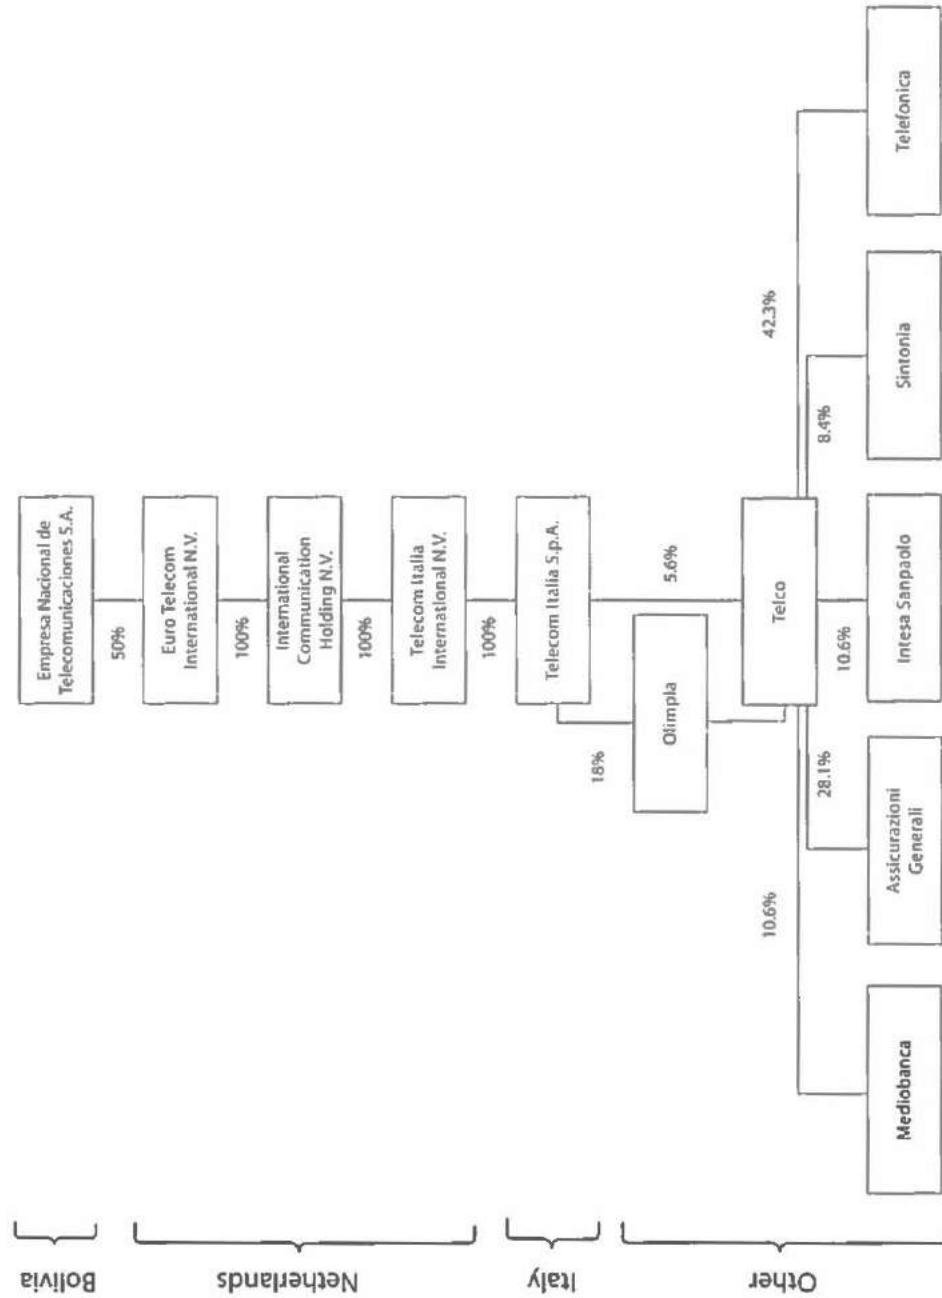 Bolivia
Empresa Nacional de
Telecomunicaciones S.A.
50%
Netherlands
Euro Telecom
International N.V.
100%
International
Communication
Holding N.V.
100%
Telecom Italia
International N.V.
100%
Italy
Telecom Italia S.p.A.
18%
5.6%
Other
Olimpla
Telco
10.6%
28.1%
10.6%
8.4%
42.3%
Mediobanca
Assicurazioni
Generali
Intesa Sanpaolo
Sintonia
Telefonica